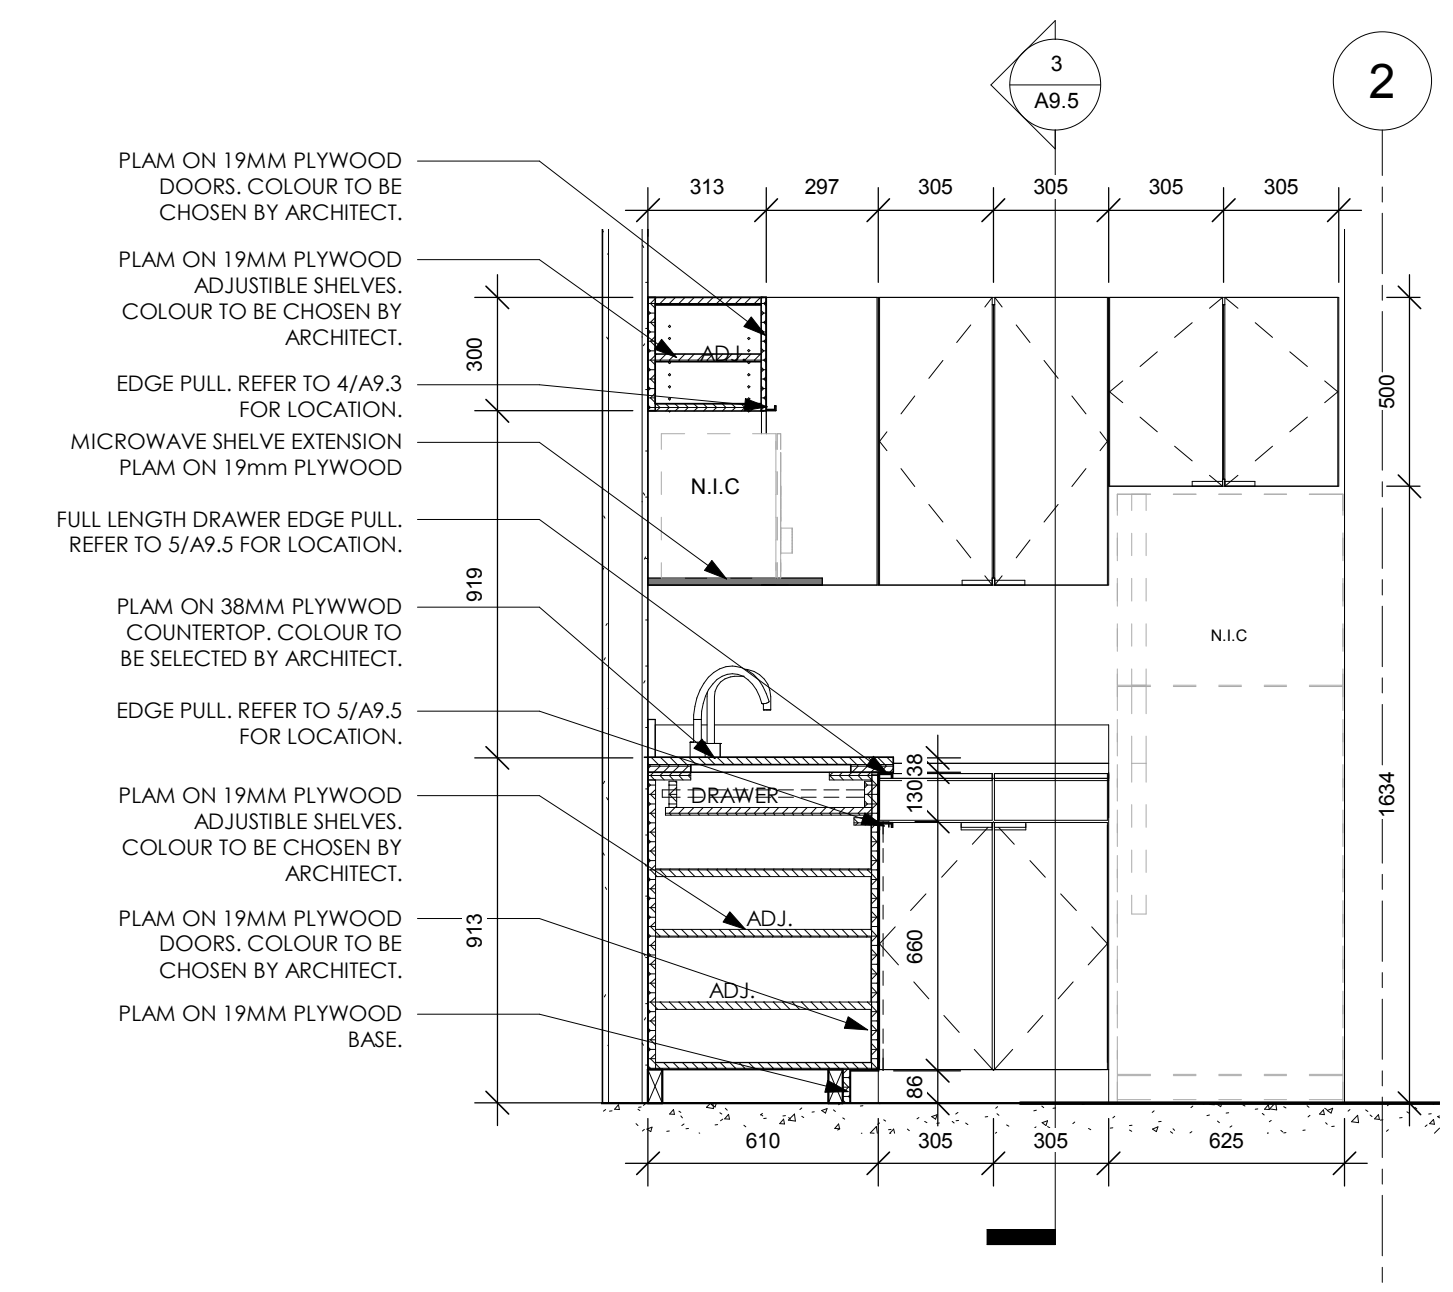 3
A9.5
2
313
297
305
305
305
305
PLAM ON 19MM PLYWOOD
DOORS. COLOUR TO BE
CHOSEN BY ARCHITECT.
PLAM ON 19MM PLYWOOD
ADJUSTIBLE SHELVES.
COLOUR TO BE CHOSEN BY
ARCHITECT.
EDGE PULL. REFER TO 4/A9.3
FOR LOCATION.
MICROWAVE SHELVE EXTENSION
PLAM ON 19mm PLYWOOD
FULL LENGTH DRAWER EDGE PULL.
REFER TO 5/A9.5 FOR LOCATION.
PLAM ON 38MM PLYWWOD
COUNTERTOP. COLOUR TO
BE SELECTED BY ARCHITECT.
EDGE PULL. REFER TO 5/A9.5
FOR LOCATION.
PLAM ON 19MM PLYWOOD
ADJUSTIBLE SHELVES.
COLOUR TO BE CHOSEN BY
ARCHITECT.
PLAM ON 19MM PLYWOOD
DOORS. COLOUR TO BE
CHOSEN BY ARCHITECT.
PLAM ON 19MM PLYWOOD
BASE.
300
919
913
ADJ.
N.I.C
DRAWER
ADJ.
ADJ.
38
130
660
86
N.I.C
500
1634
610
305
305
625